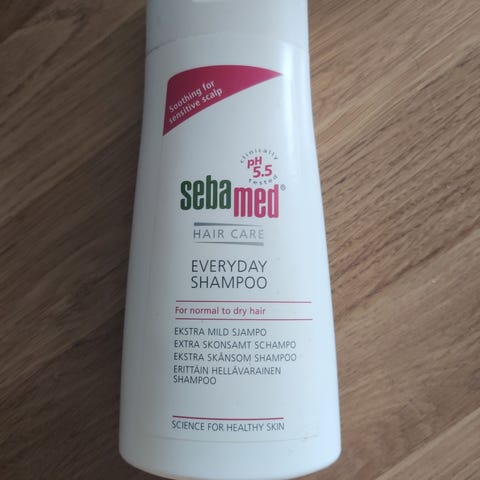 Soothing for
sensitive scalp
clinically
pH
5.5
tested
sebamed®
HAIR CARE
EVERYDAY
SHAMPOO
For normal to dry hair
EKSTRA MILD SJAMPO
EXTRA SKONSAMT SCHAMPO
EKSTRA SKÅNSOM SHAMPOO
ERITTÄIN HELLÄVARAINEN
SHAMPOO
SCIENCE FOR HEALTHY SKIN